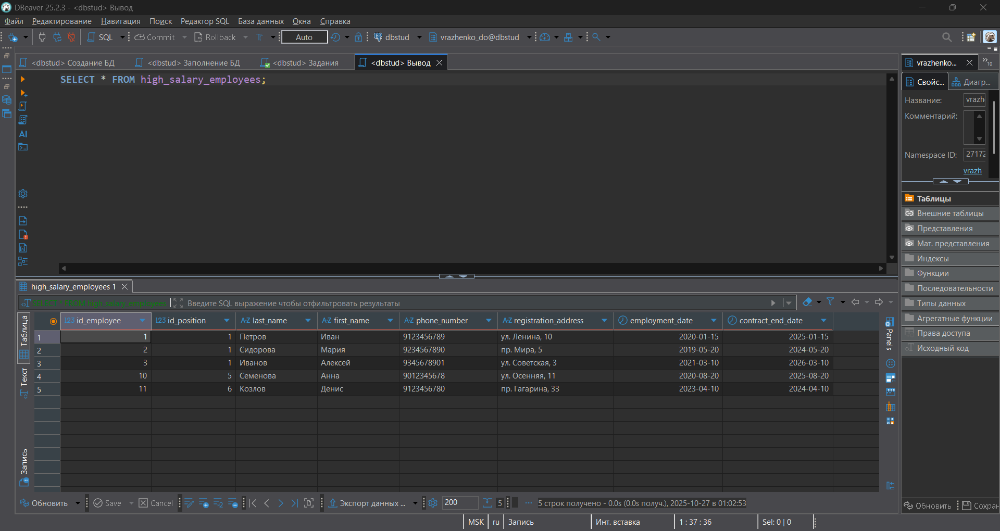 DBeaver 25.2.3 - <dbstud> Вывод
Файл Редактирование Навигация Поиск Редактор SQL База данных Окна Справка
SQL Commit Rollback T Auto dbstud vrazhenko_do@dbstud
<dbstud> Создание БД <dbstud> Заполнение БД <dbstud> Задания <dbstud> Вывод
SELECT * FROM high_salary_employees;
AI
vrazhenko... 10
Свойс... Диагр...
Название: vrazh
Комментарий:
Namespace ID: 27172
vrazh
Таблицы
Внешние таблицы
Представления
Мат. представления
Индексы
Функции
Последовательности
Типы данных
Агрегатные функции
Права доступа
Исходный код
Обновить Сохран
high_salary_employees 1
SELECT * FROM high_salary_employees Введите SQL выражение чтобы отфильтровать результаты
Таблица
Текст
Запись
Panels
123 id_employee 123 id_position A-Z last_name A-Z first_name A-Z phone_number A-Z registration_address employment_date contract_end_date
1 1 1 Петров Иван 9123456789 ул. Ленина, 10 2020-01-15 2025-01-15
2 2 1 Сидорова Мария 9234567890 пр. Мира, 5 2019-05-20 2024-05-20
3 3 1 Иванов Алексей 9345678901 ул. Советская, 3 2021-03-10 2026-03-10
4 10 5 Семенова Анна 9012345678 ул. Осенняя, 11 2020-08-20 2025-08-20
5 11 6 Козлов Денис 9123456780 пр. Гагарина, 33 2023-04-10 2024-04-10
Обновить Save Cancel Экспорт данных ... 200 5 ... 5 строк получено - 0.0s (0.0s получ.), 2025-10-27 в 01:02:53
MSK ru Запись Инт. вставка 1 : 37 : 36 Sel: 0 | 0